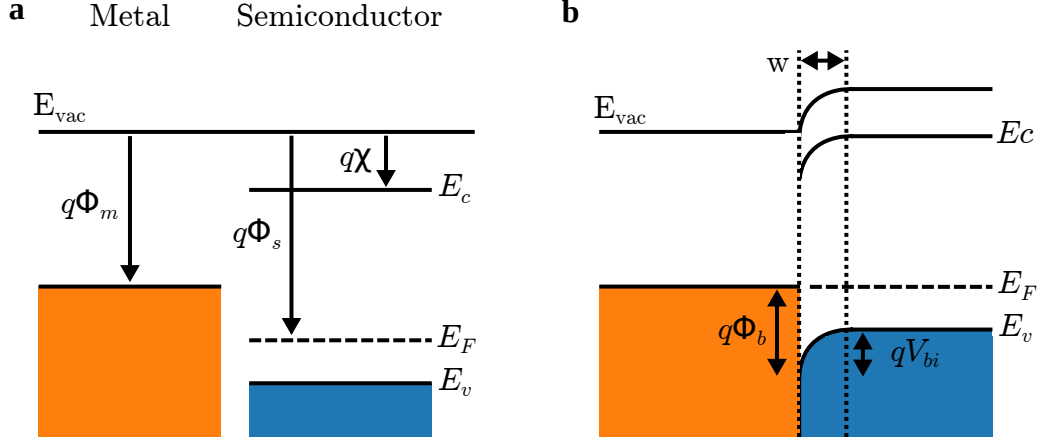 a
Metal
Semiconductor
E_vac
qΦ_m
qΦ_s
qχ
E_c
E_F
E_v
b
w
E_vac
Ec
E_F
E_v
qΦ_b
qV_bi